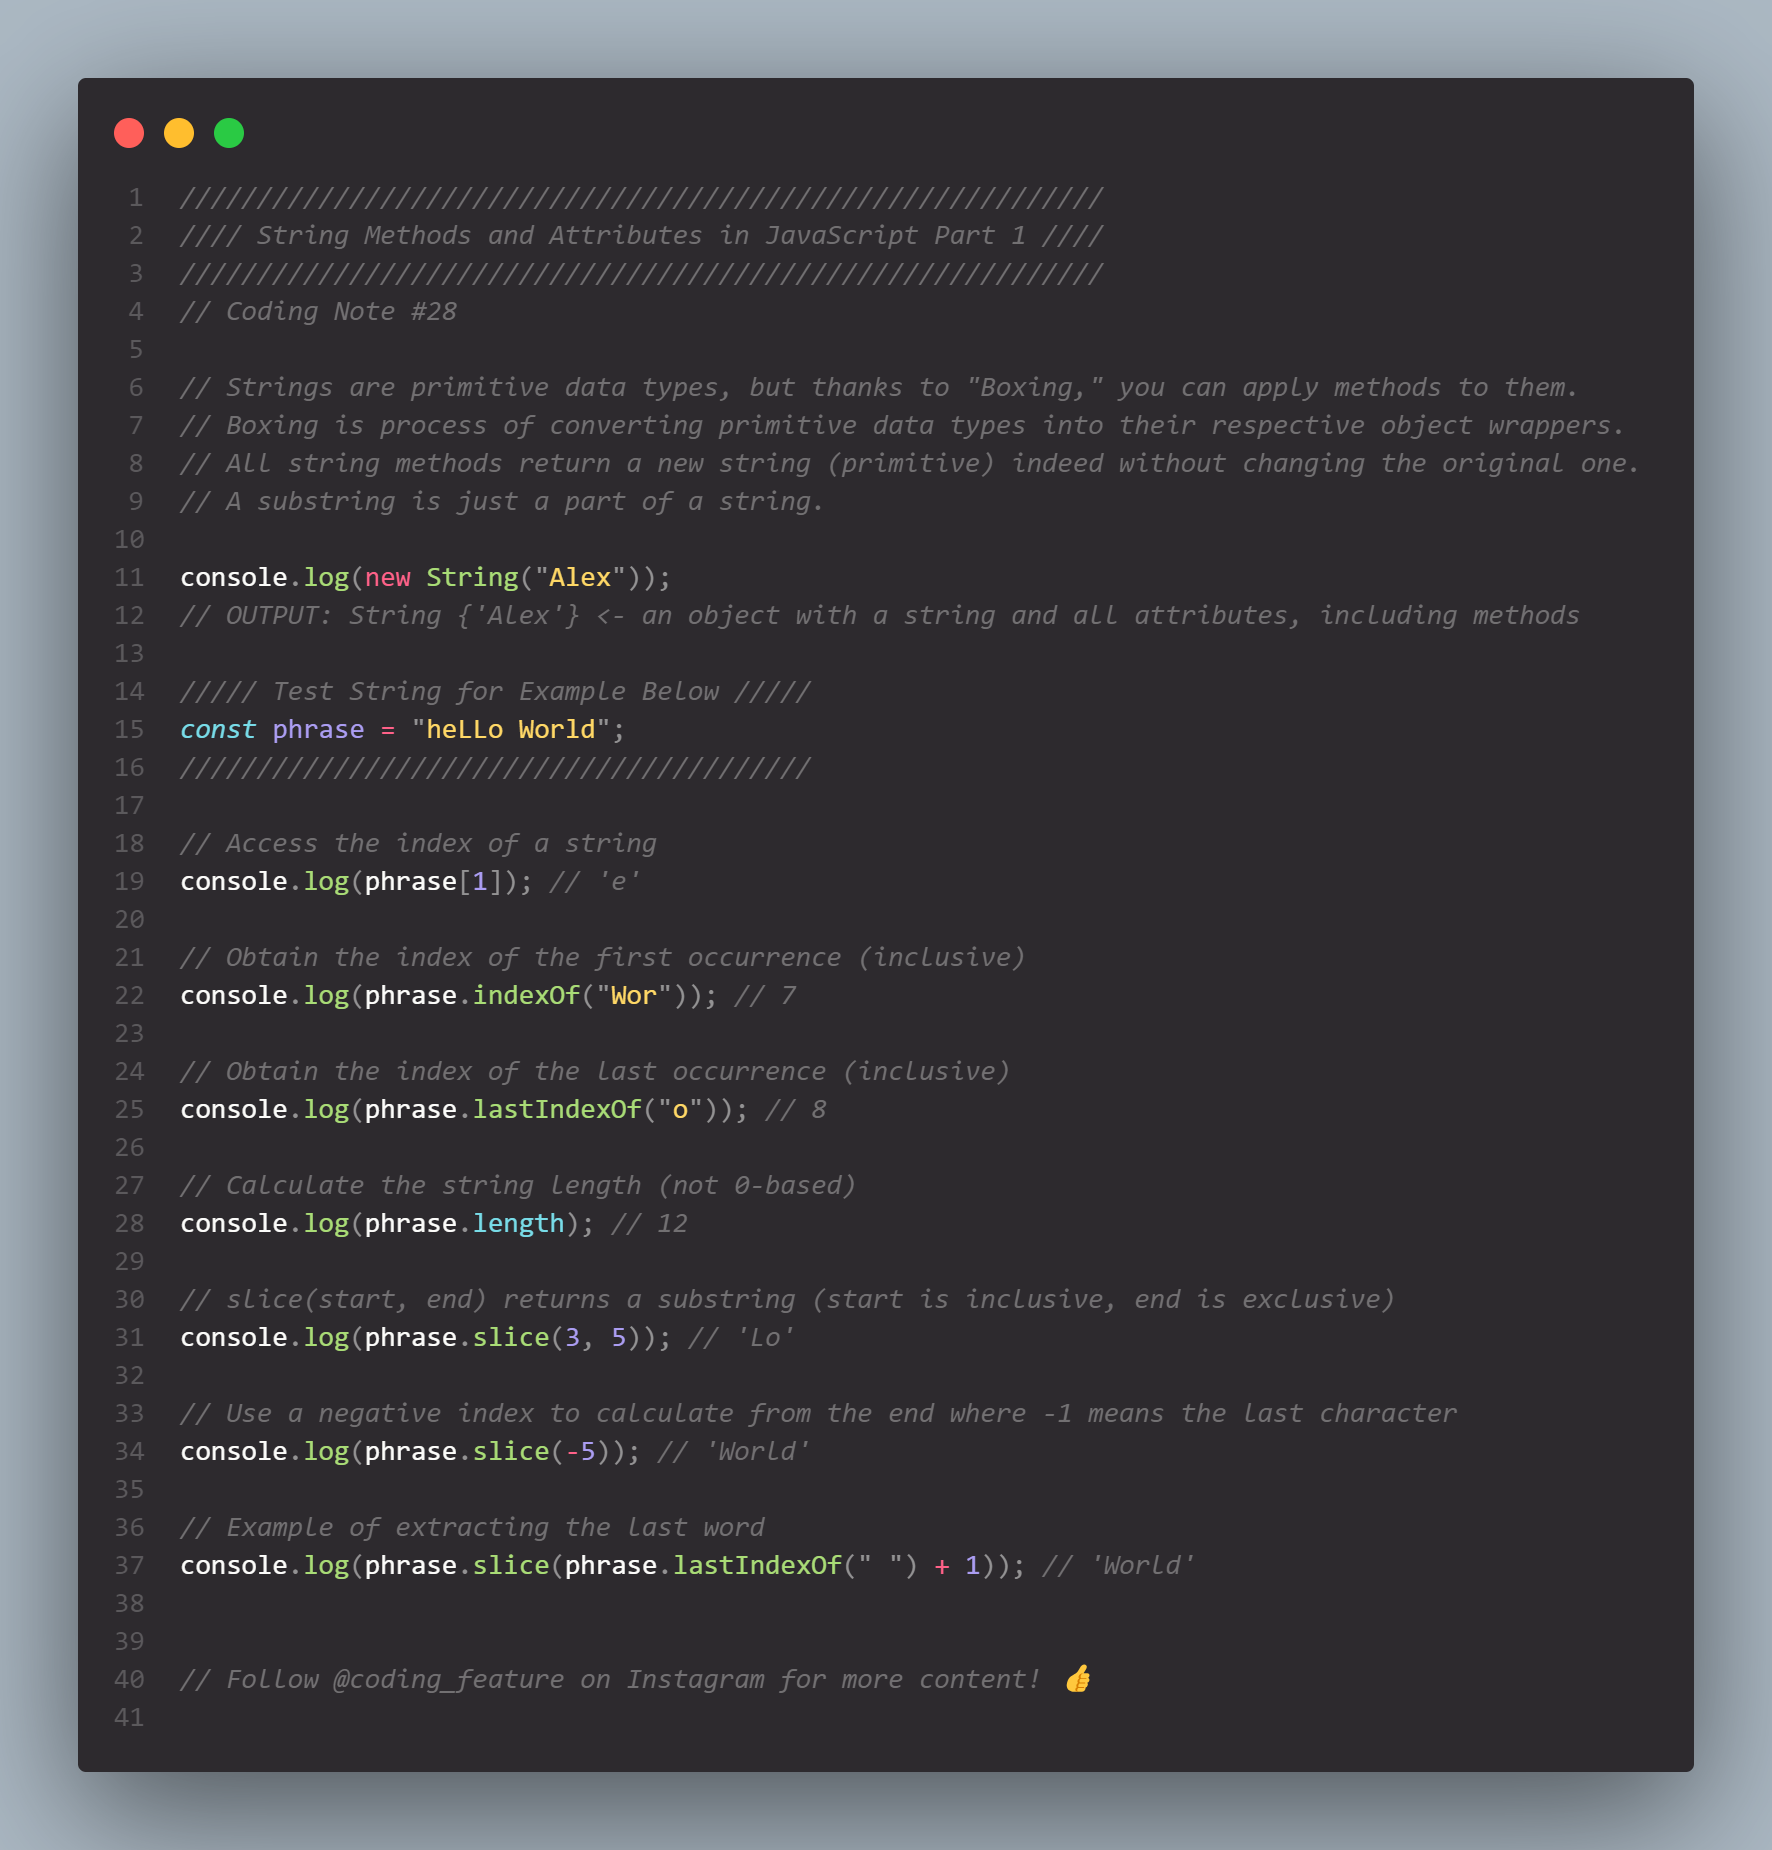 1 ////////////////////////////////////////////////////////////
2 //// String Methods and Attributes in JavaScript Part 1 ////
3 ////////////////////////////////////////////////////////////
4 // Coding Note #28
5
6 // Strings are primitive data types, but thanks to "Boxing," you can apply methods to them.
7 // Boxing is process of converting primitive data types into their respective object wrappers.
8 // All string methods return a new string (primitive) indeed without changing the original one.
9 // A substring is just a part of a string.
10
11 console.log(new String("Alex"));
12 // OUTPUT: String {'Alex'} <- an object with a string and all attributes, including methods
13
14 ///// Test String for Example Below /////
15 const phrase = "heLLo World";
16 /////////////////////////////////////////
17
18 // Access the index of a string
19 console.log(phrase[1]); // 'e'
20
21 // Obtain the index of the first occurrence (inclusive)
22 console.log(phrase.indexOf("Wor")); // 7
23
24 // Obtain the index of the last occurrence (inclusive)
25 console.log(phrase.lastIndexOf("o")); // 8
26
27 // Calculate the string length (not 0-based)
28 console.log(phrase.length); // 12
29
30 // slice(start, end) returns a substring (start is inclusive, end is exclusive)
31 console.log(phrase.slice(3, 5)); // 'Lo'
32
33 // Use a negative index to calculate from the end where -1 means the last character
34 console.log(phrase.slice(-5)); // 'World'
35
36 // Example of extracting the last word
37 console.log(phrase.slice(phrase.lastIndexOf(" ") + 1)); // 'World'
38
39
40 // Follow @coding_feature on Instagram for more content! 👍
41